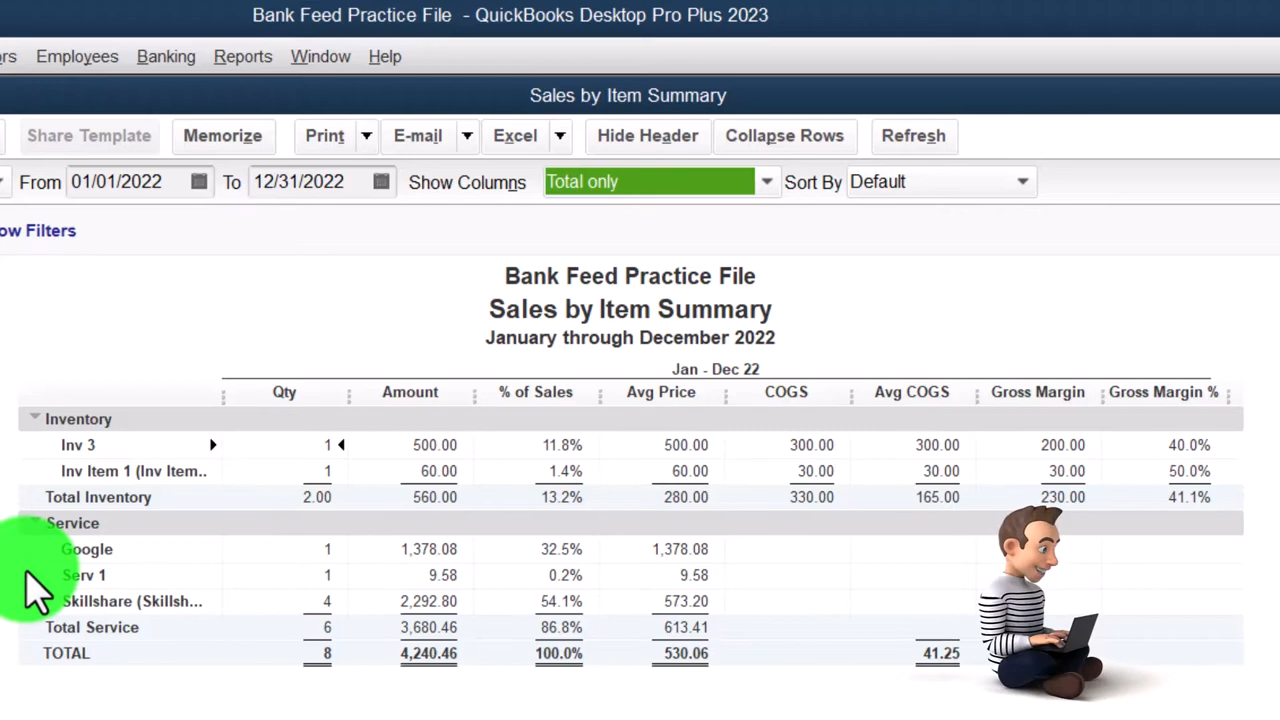 Bank Feed Practice File - QuickBooks Desktop Pro Plus 2023
rs Employees Banking Reports Window Help
Sales by Item Summary
Share Template Memorize Print E-mail Excel Hide Header Collapse Rows Refresh
From 01/01/2022 To 12/31/2022 Show Columns Total only Sort By Default
ow Filters
Bank Feed Practice File
Sales by Item Summary
January through December 2022
Jan - Dec 22
Qty Amount % of Sales Avg Price COGS Avg COGS Gross Margin Gross Margin %
Inventory
Inv 3 1 500.00 11.8% 500.00 300.00 300.00 200.00 40.0%
Inv Item 1 (Inv Item.. 1 60.00 1.4% 60.00 30.00 30.00 30.00 50.0%
Total Inventory 2.00 560.00 13.2% 280.00 330.00 165.00 230.00 41.1%
Service
Google 1 1,378.08 32.5% 1,378.08
Serv 1 1 9.58 0.2% 9.58
Skillshare (Skillsh... 4 2,292.80 54.1% 573.20
Total Service 6 3,680.46 86.8% 613.41
TOTAL 8 4,240.46 100.0% 530.06 41.25